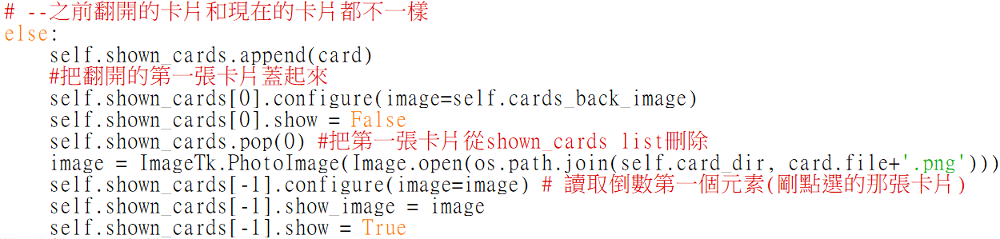 # --之前翻開的卡片和現在的卡片都不一樣
else:
    self.shown_cards.append(card)
    #把翻開的第一張卡片蓋起來
    self.shown_cards[0].configure(image=self.cards_back_image)
    self.shown_cards[0].show = False
    self.shown_cards.pop(0) #把第一張卡片從shown_cards list刪除
    image = ImageTk.PhotoImage(Image.open(os.path.join(self.card_dir, card.file+'.png')))
    self.shown_cards[-1].configure(image=image) # 讀取倒數第一個元素(剛點選的那張卡片)
    self.shown_cards[-1].show_image = image
    self.shown_cards[-1].show = True